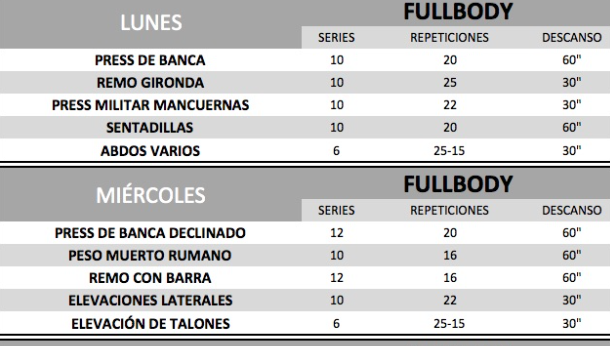 LUNES FULLBODY
SERIES REPETICIONES DESCANSO
PRESS DE BANCA 10 20 60"
REMO GIRONDA 10 25 30"
PRESS MILITAR MANCUERNAS 10 22 30"
SENTADILLAS 10 20 60"
ABDOS VARIOS 6 25-15 30"
MIÉRCOLES FULLBODY
SERIES REPETICIONES DESCANSO
PRESS DE BANCA DECLINADO 12 20 60"
PESO MUERTO RUMANO 10 16 60"
REMO CON BARRA 12 16 60"
ELEVACIONES LATERALES 10 22 30"
ELEVACIÓN DE TALONES 6 25-15 30"